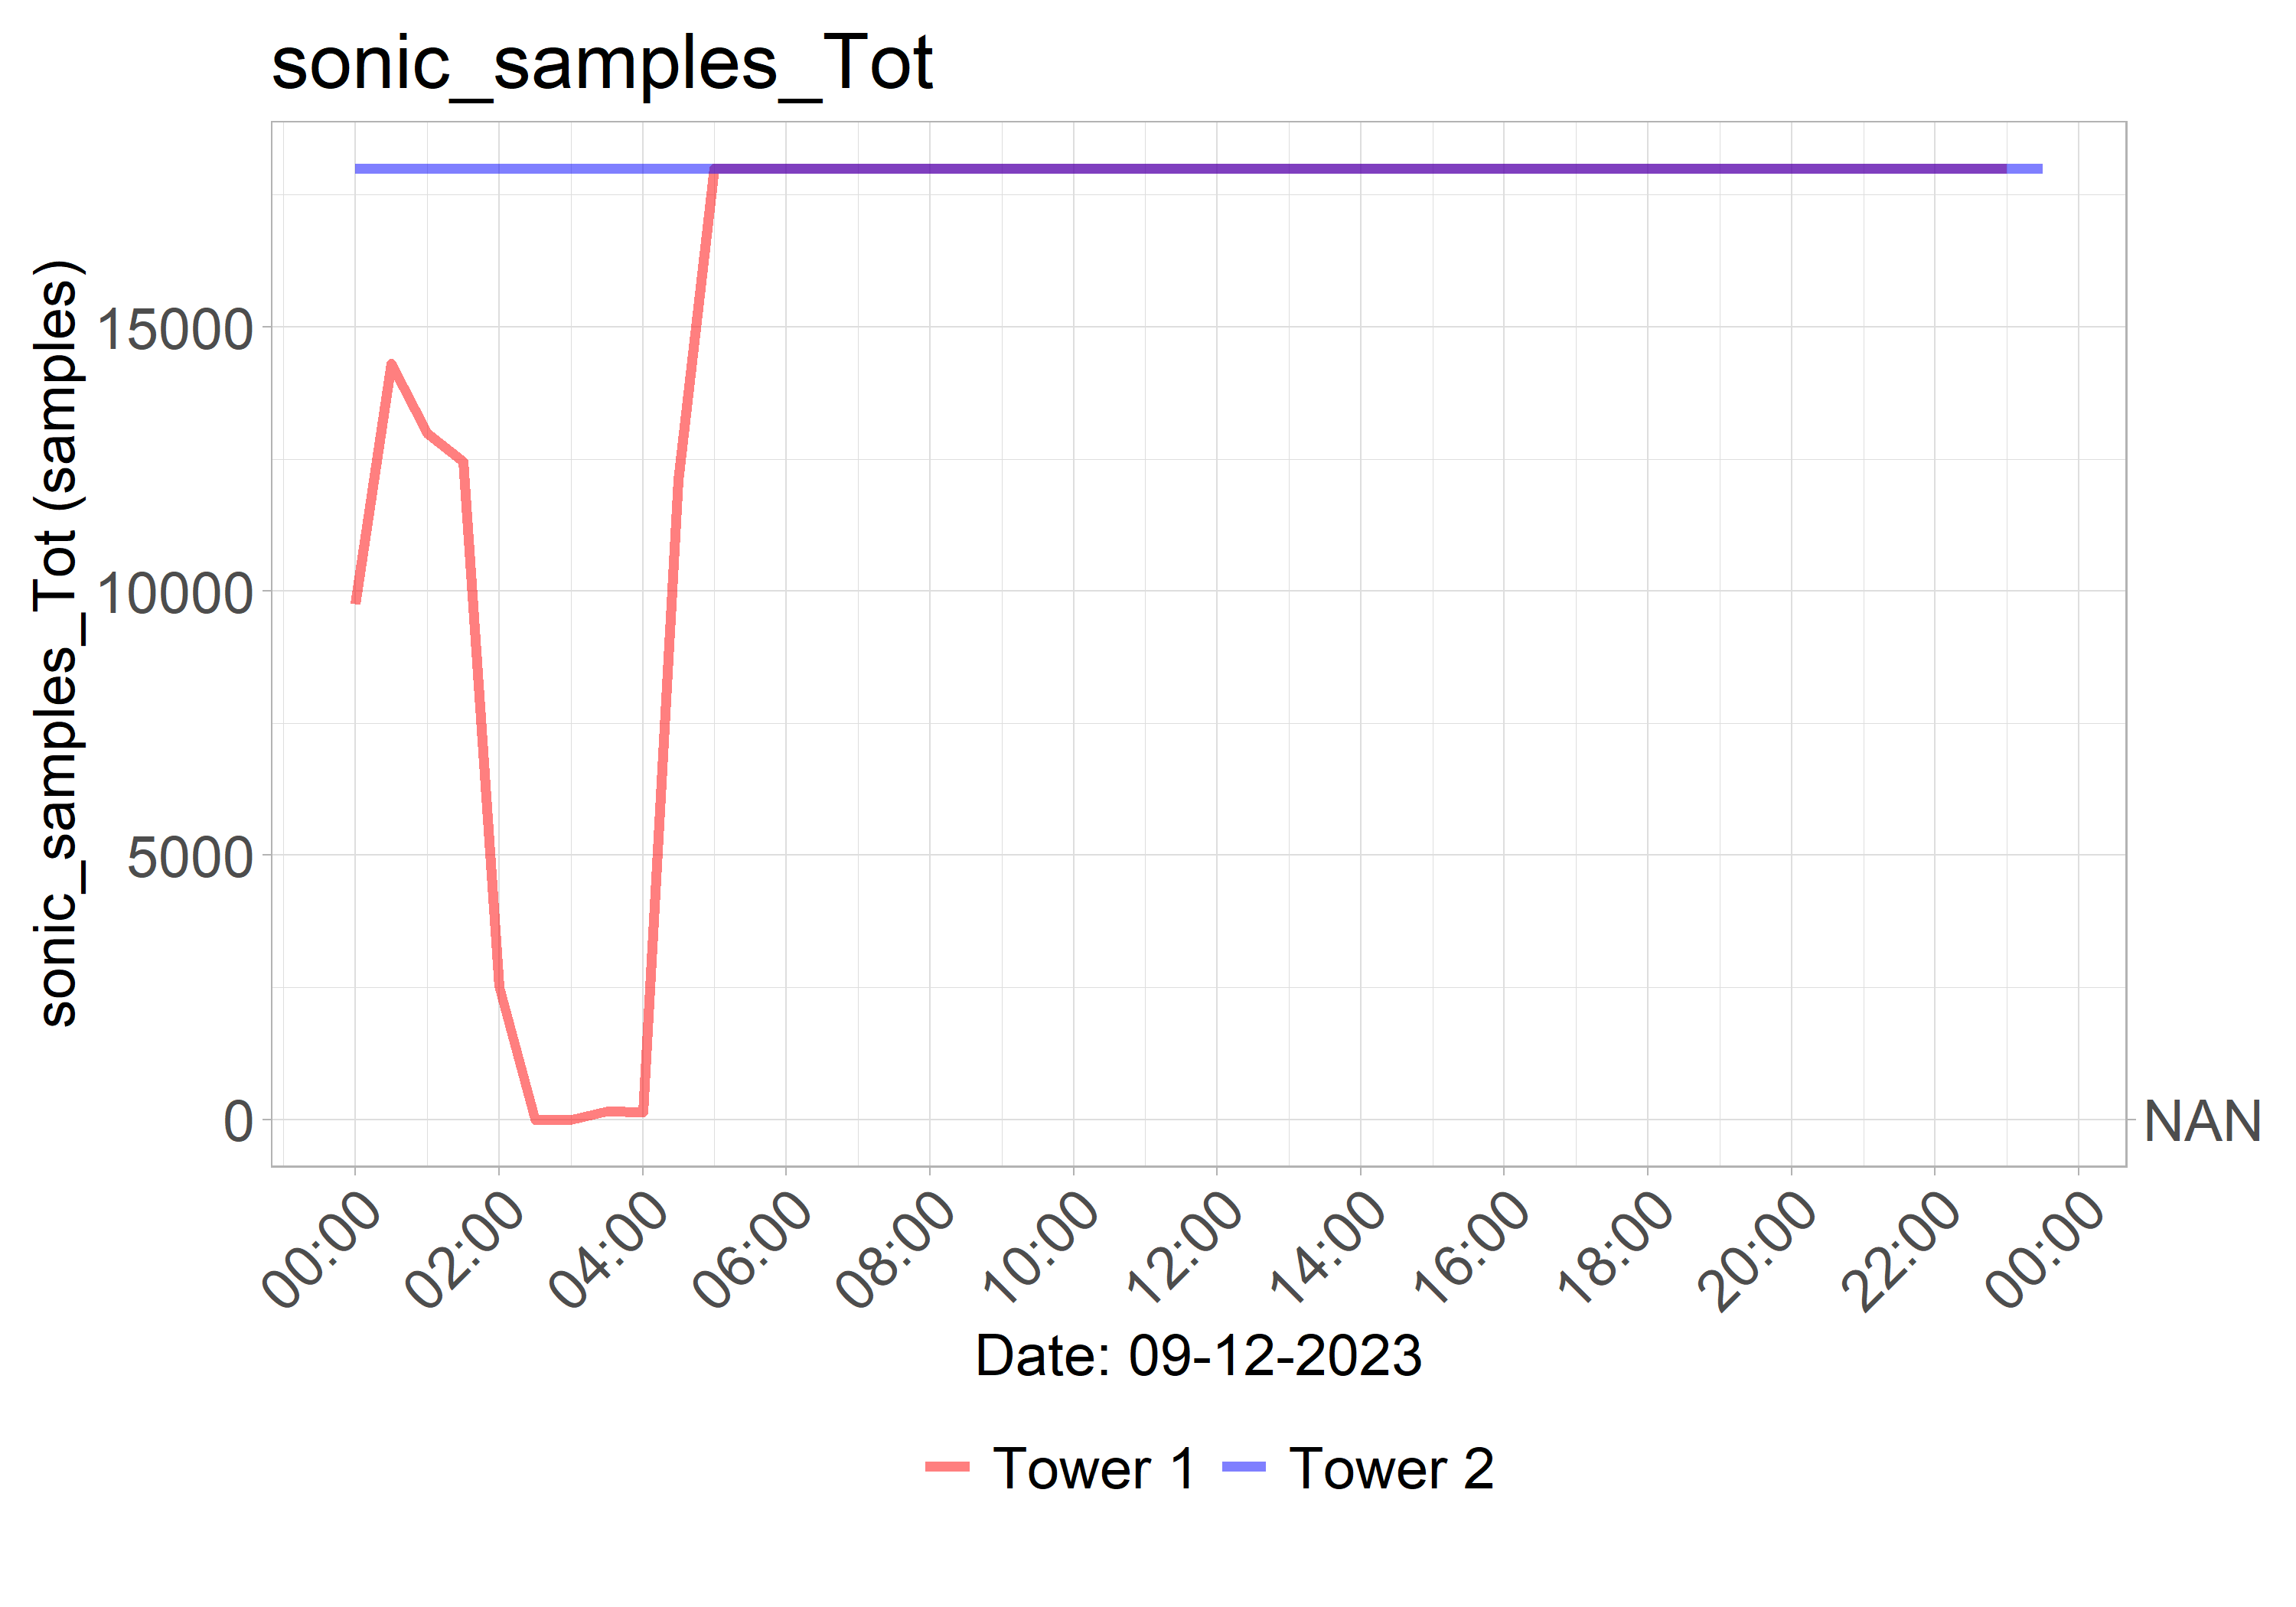 sonic_samples_Tot
sonic_samples_Tot (samples)
15000
10000
5000
0
NAN
00:00 02:00 04:00 06:00 08:00 10:00 12:00 14:00 16:00 18:00 20:00 22:00 00:00
Date: 09-12-2023
Tower 1 Tower 2